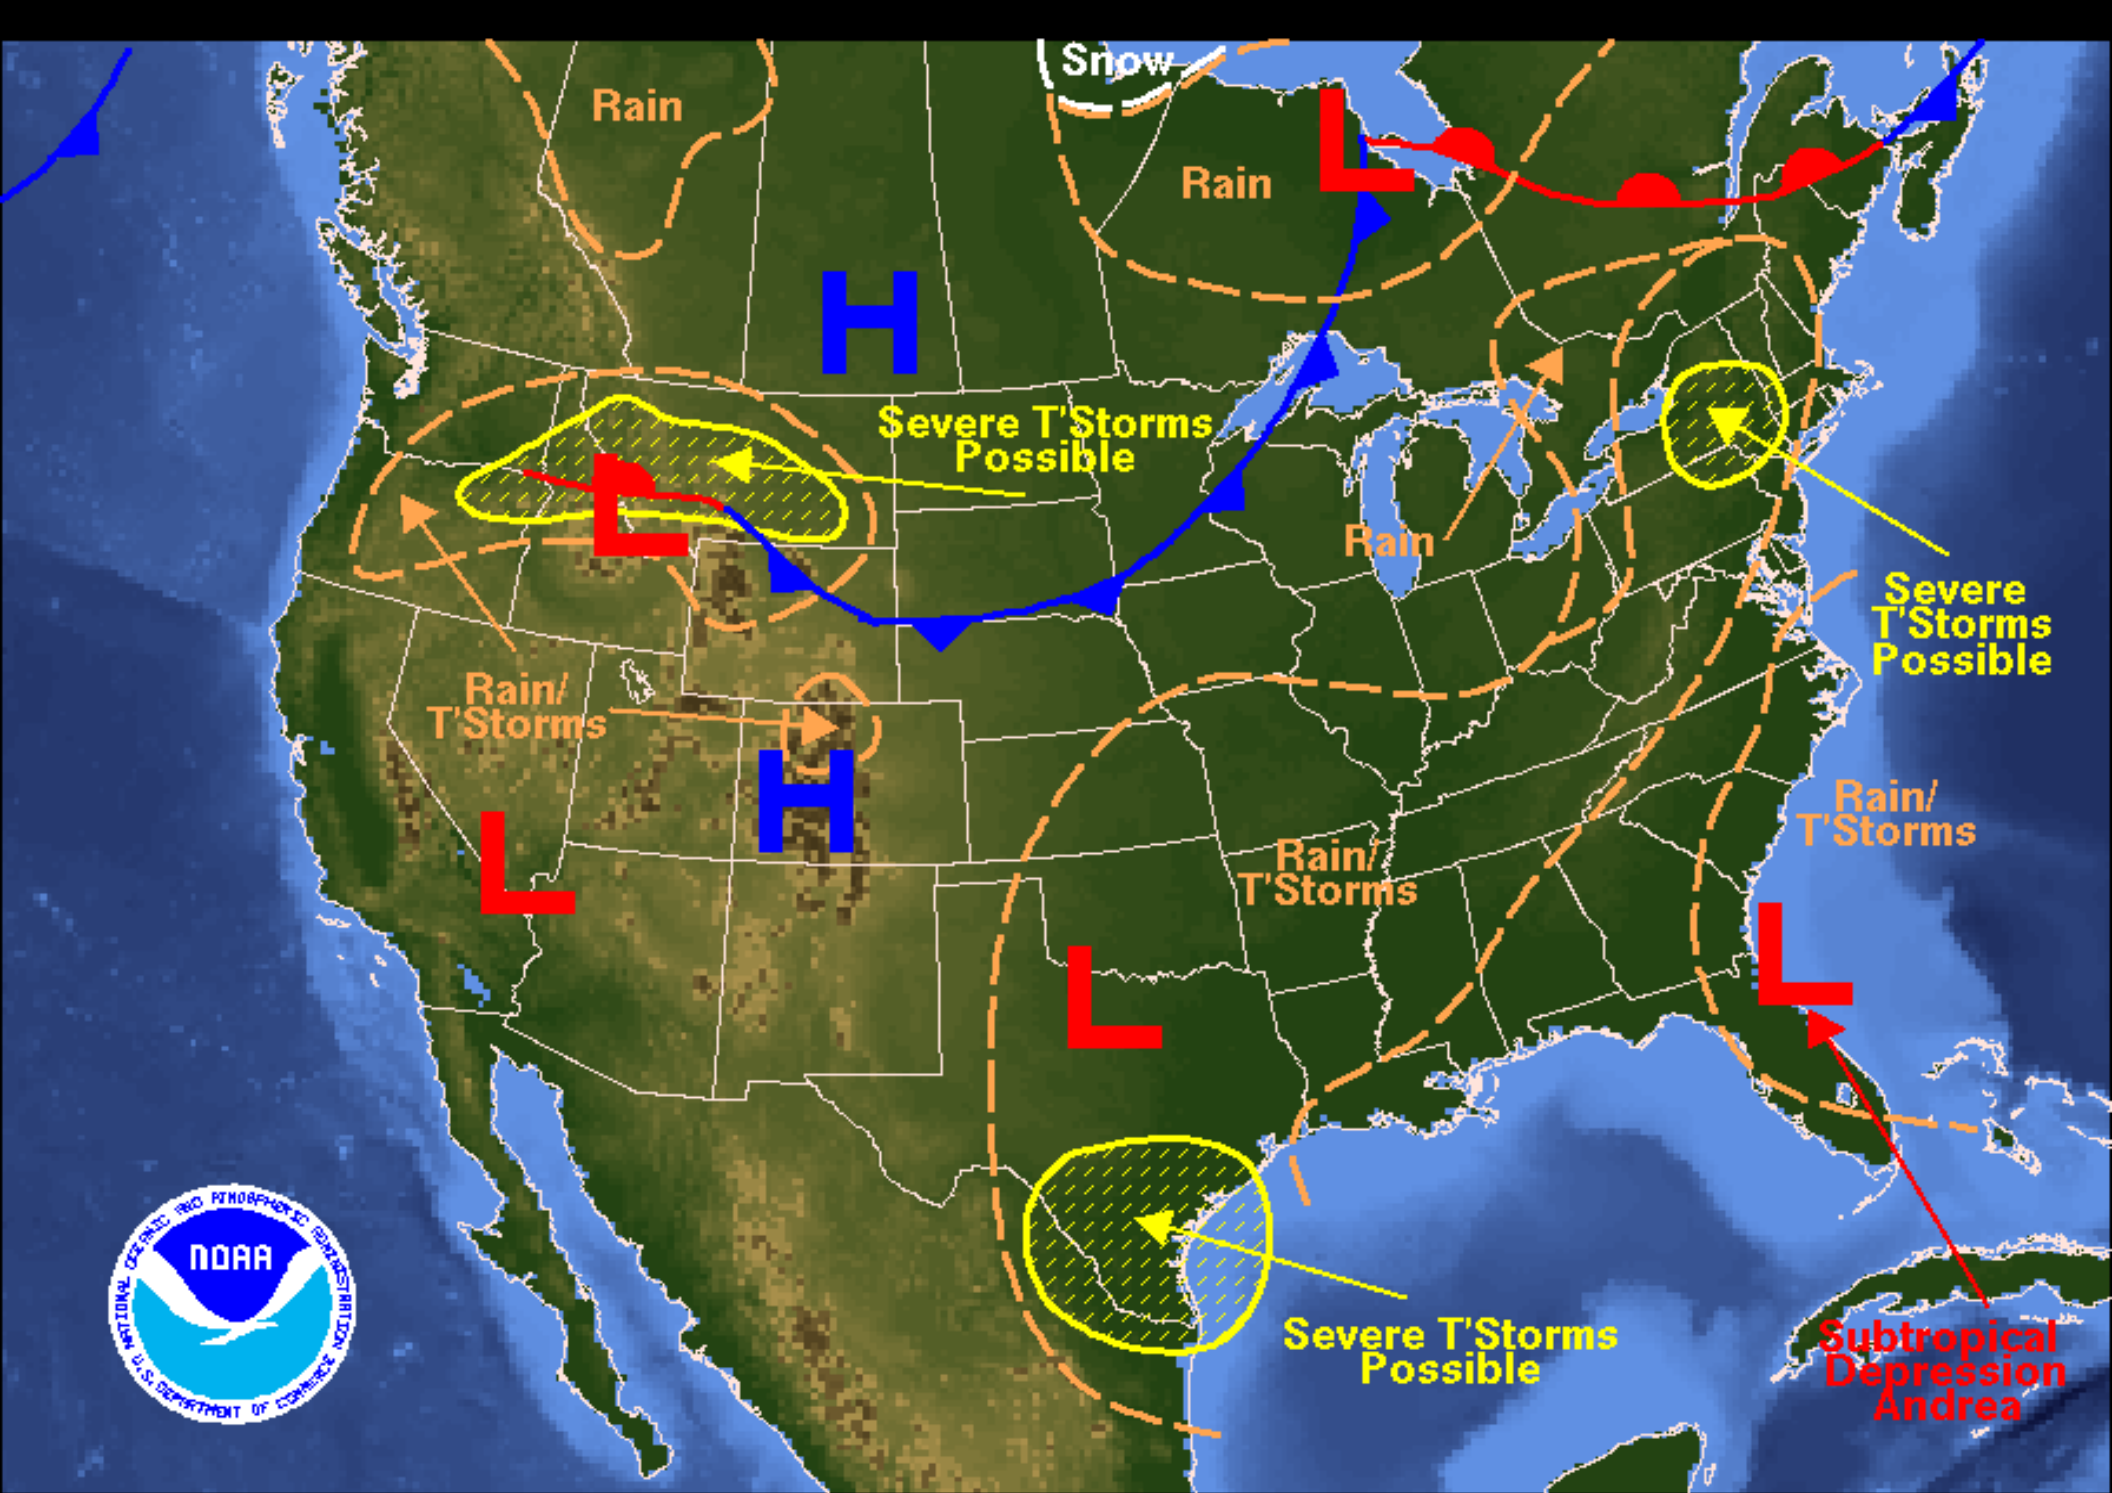 Snow
Rain
Rain
L
H
Severe T'Storms
Possible
L
Rain
Severe
T'Storms
Possible
Rain/
T'Storms
H
L
Rain/
T'Storms
Rain/
T'Storms
L
L
NATIONAL OCEANIC AND ATMOSPHERIC ADMINISTRATION
NOAA
U.S. DEPARTMENT OF COMMERCE
Severe T'Storms
Possible
Subtropical
Depression
Andrea